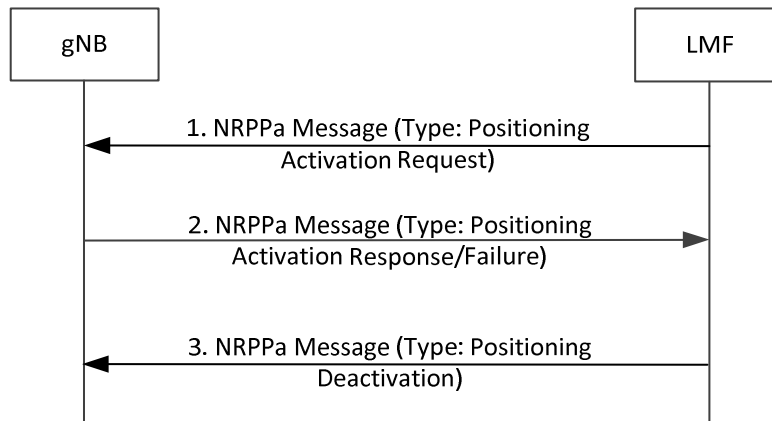 gNB
LMF
1. NRPPa Message (Type: Positioning
Activation Request)
2. NRPPa Message (Type: Positioning
Activation Response/Failure)
3. NRPPa Message (Type: Positioning
Deactivation)